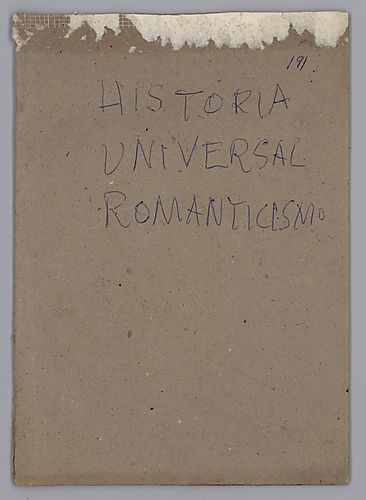 191
HISTORIA
UNIVERSAL
ROMANTICISMO